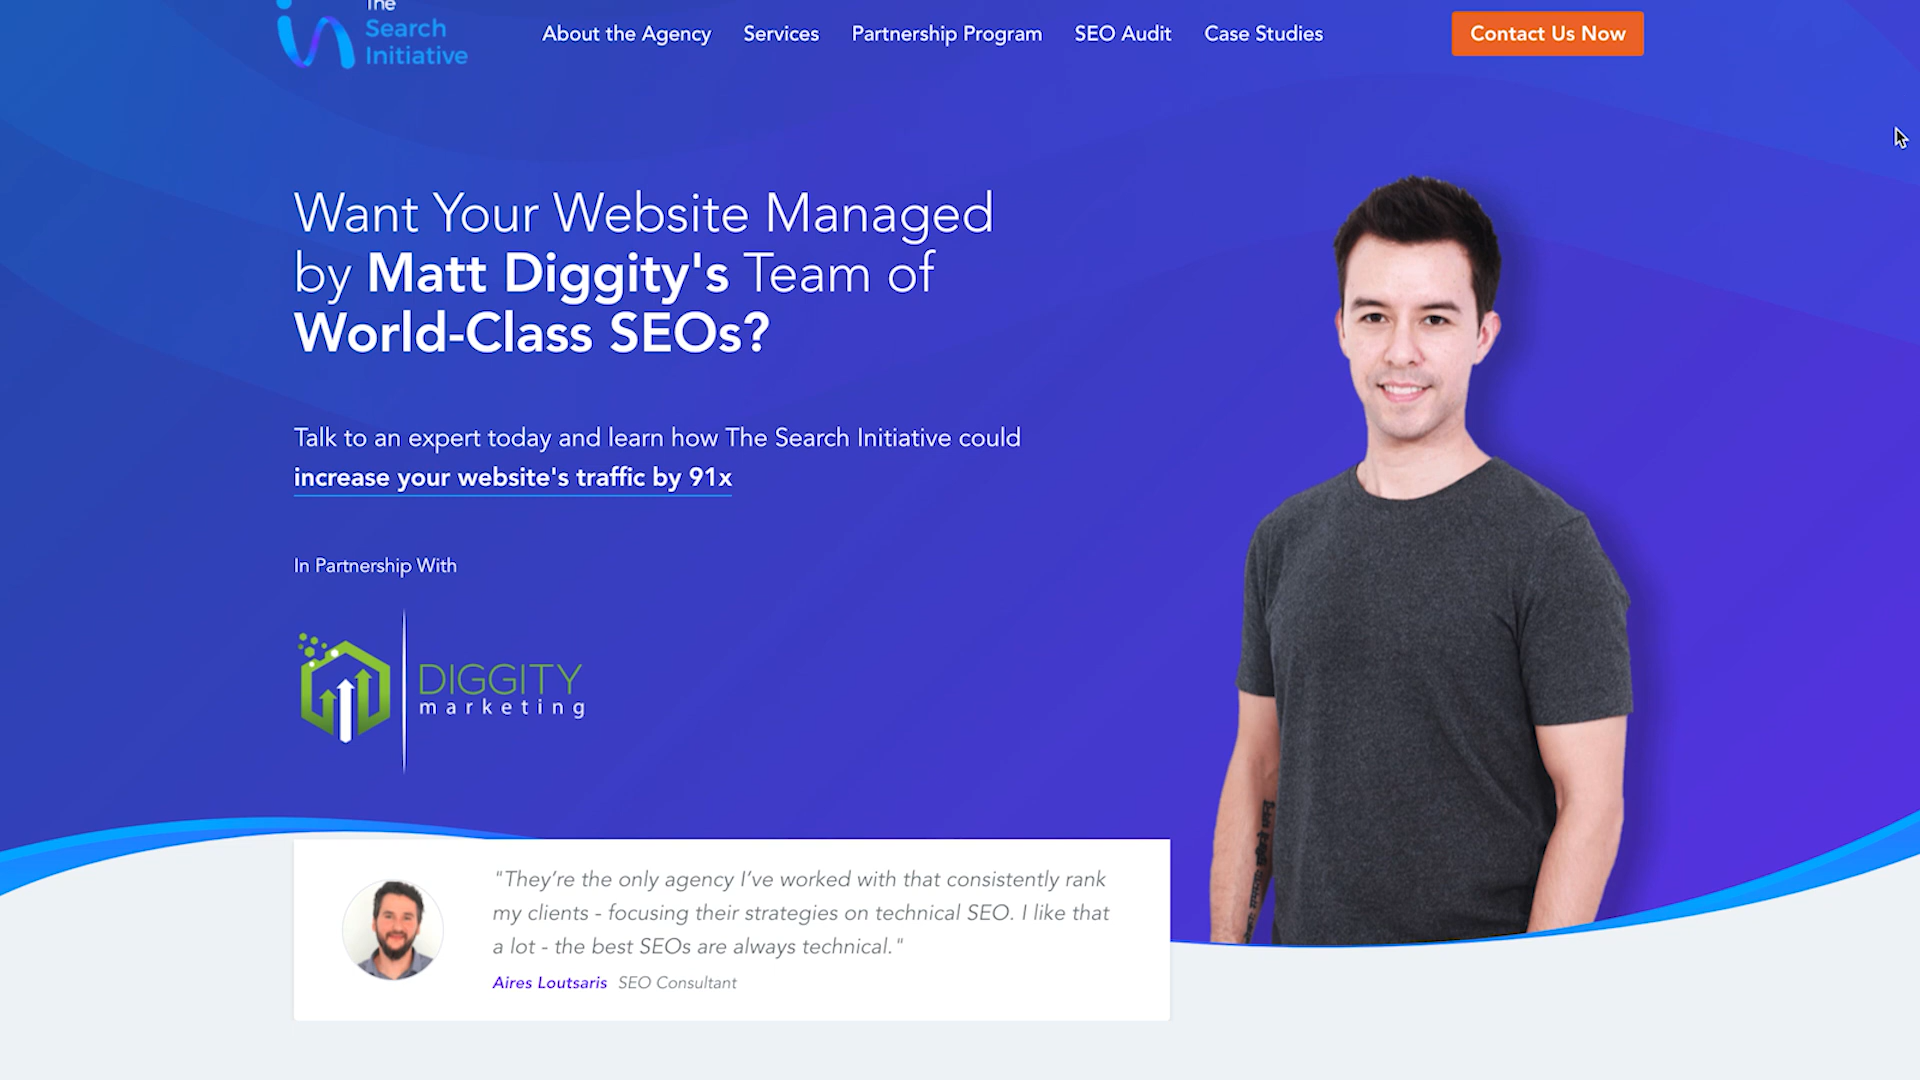 The
Search
Initiative
About the Agency
Services
Partnership Program
SEO Audit
Case Studies
Contact Us Now
Want Your Website Managed
by Matt Diggity's Team of
World-Class SEOs?
Talk to an expert today and learn how The Search Initiative could
increase your website's traffic by 91x
In Partnership With
DIGGITY
marketing
"They're the only agency I've worked with that consistently rank
my clients - focusing their strategies on technical SEO. I like that
a lot - the best SEOs are always technical."
Aires Loutsaris SEO Consultant